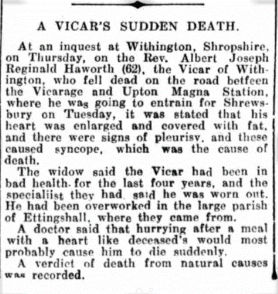 A VICAR'S SUDDEN DEATH.
At an inquest at Withington, Shropshire,
on Thursday, on the Rev. Albert Joseph
Reginald Haworth (62), the Vicar of With-
ington, who fell dead on the road betfeen
the Vicarage and Upton Magna Station,
where he was going to entrain for Shrews-
bury on Tuesday, it was stated that his
heart was enlarged and covered with fat,
and there were signs of pleurisy, and these
caused syncope, which was the cause of
death.
The widow said the Vicar had been in
bad health for the last four years, and the
specialiist they had said he was worn out.
He had been overworked in the large parish
of Ettingshall, where they came from.
A doctor said that hurrying after a meal
with a heart like deceased's would most
probably cause him to die suddenly.
A verdict of death from natural causes
was recorded.